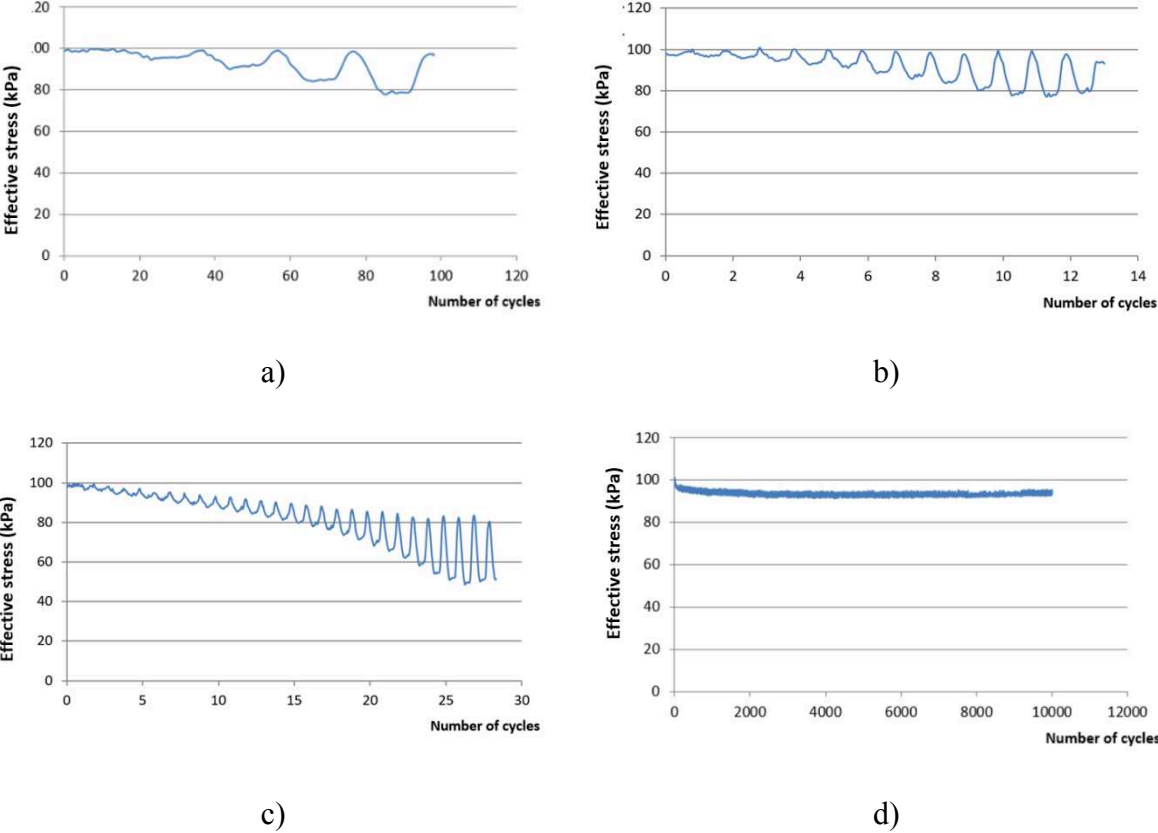 .20
.00
80
60
40
20
0
0 20 40 60 80 100 120
Effective stress (kPa)
Number of cycles
a)
120
100
80
60
40
20
0
0 2 4 6 8 10 12 14
Effective stress (kPa)
Number of cycles
b)
120
100
80
60
40
20
0
0 5 10 15 20 25 30
Effective stress (kPa)
Number of cycles
c)
120
100
80
60
40
20
0
0 2000 4000 6000 8000 10000 12000
Effective stress (kPa)
Number of cycles
d)